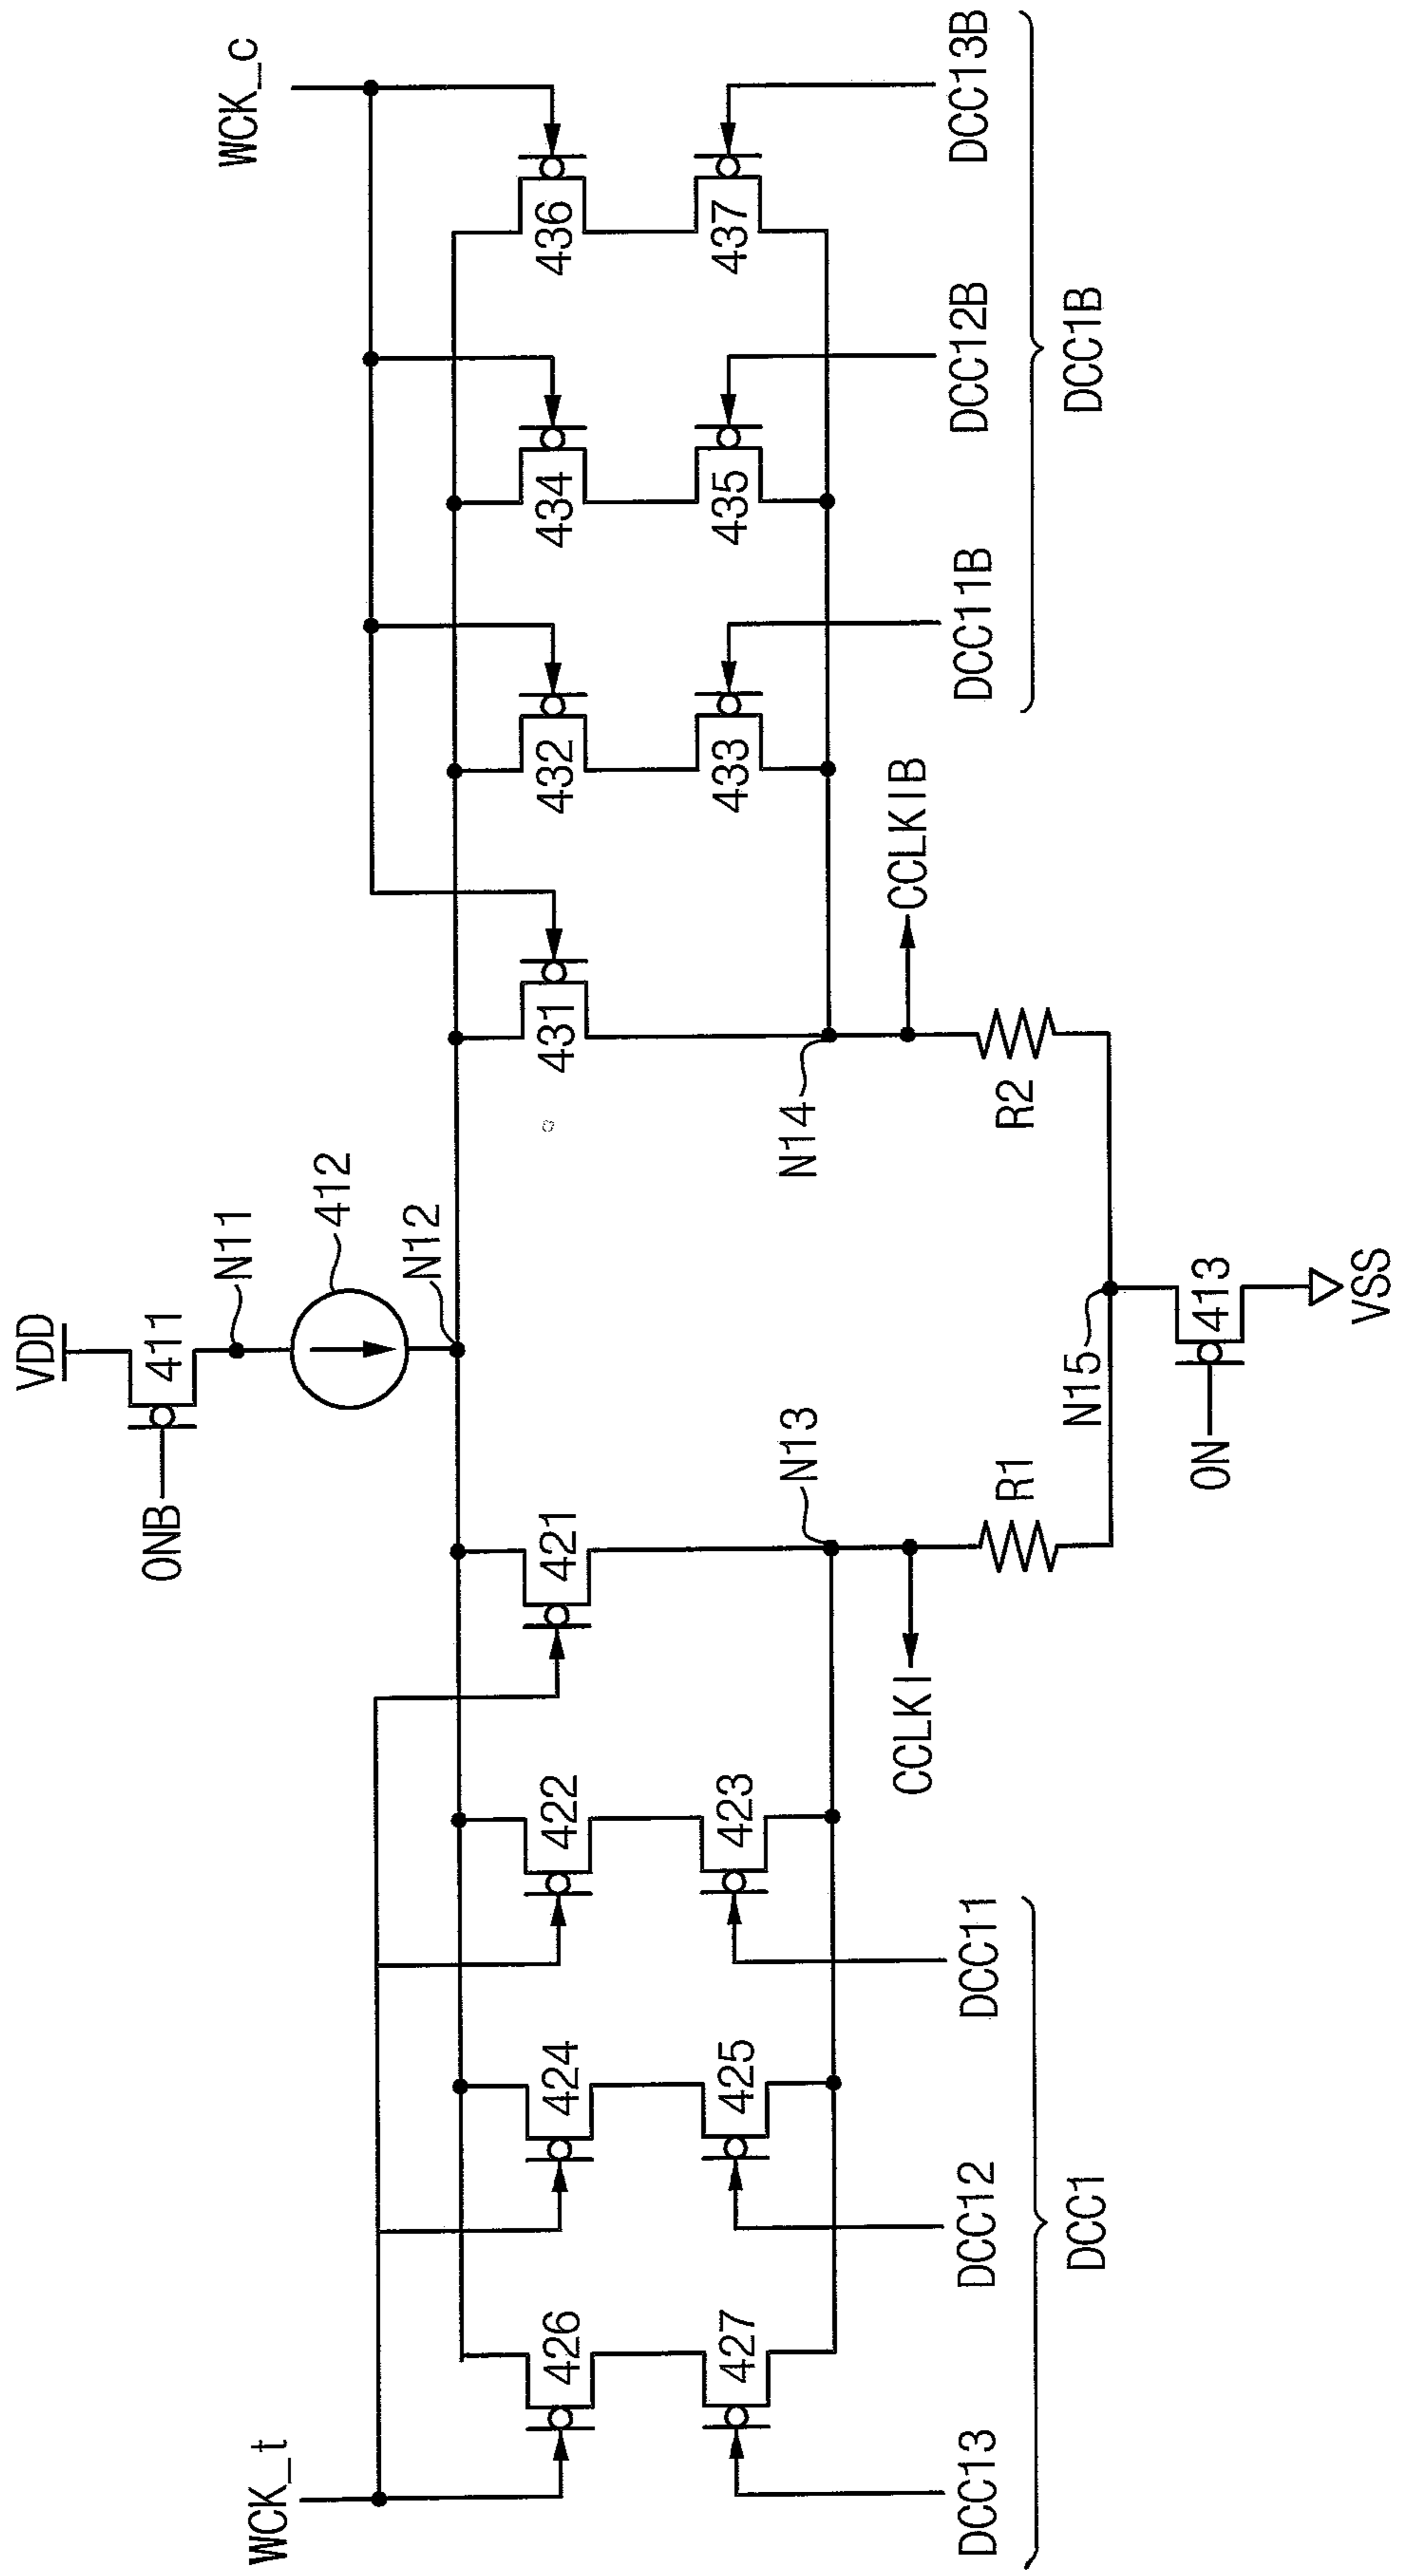 VDD
ONB
411
N11
412
N12
WCK_t
WCK_c
426
424
422
421
431
432
434
436
427
425
423
433
435
437
N13
N14
DCC13
DCC12
DCC11
DCC1
CCLKI
CCLKIB
DCC11B
DCC12B
DCC13B
DCC1B
R1
R2
N15
ON
413
VSS